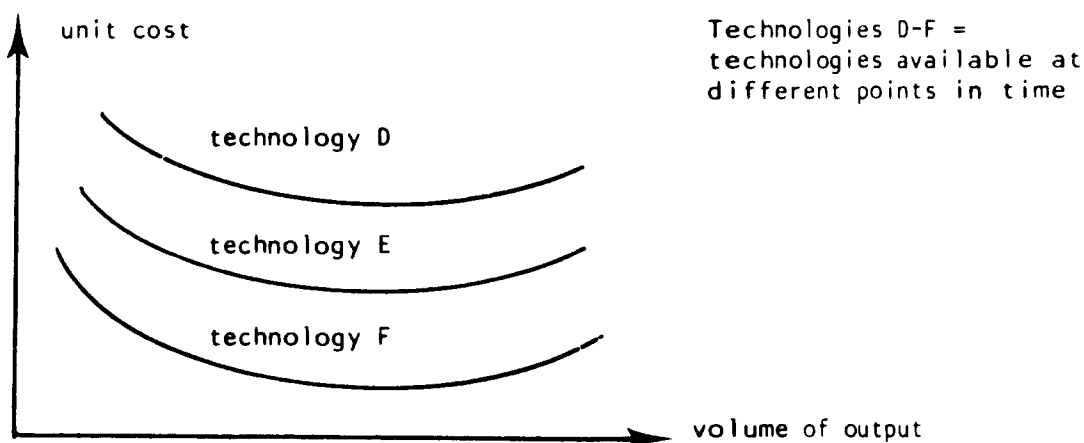 unit cost
Technologies D-F =
technologies available at
different points in time
technology D
technology E
technology F
volume of output